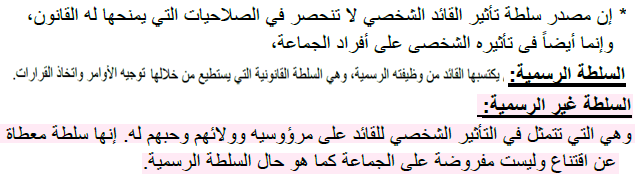 * إن مصدر سلطة تأثير القائد الشخصي لا تنحصر في الصلاحيات التي يمنحها له القانون،
وإنما أيضاً فى تأثيره الشخصى على أفراد الجماعة،
السلطة الرسمية: . يكتسبها القائد من وظيفته الرسمية، وهي السلطة القانونية التي يستطيع من خلالها توجيه الأوامر واتخاذ القرارات.
السلطة غير الرسمية:
وهي التي تتمثل في التأثير الشخصي للقائد على مرؤوسيه وولائهم وحبهم له. إنها سلطة معطاة
عن اقتناع وليست مفروضة على الجماعة كما هو حال السلطة الرسمية.